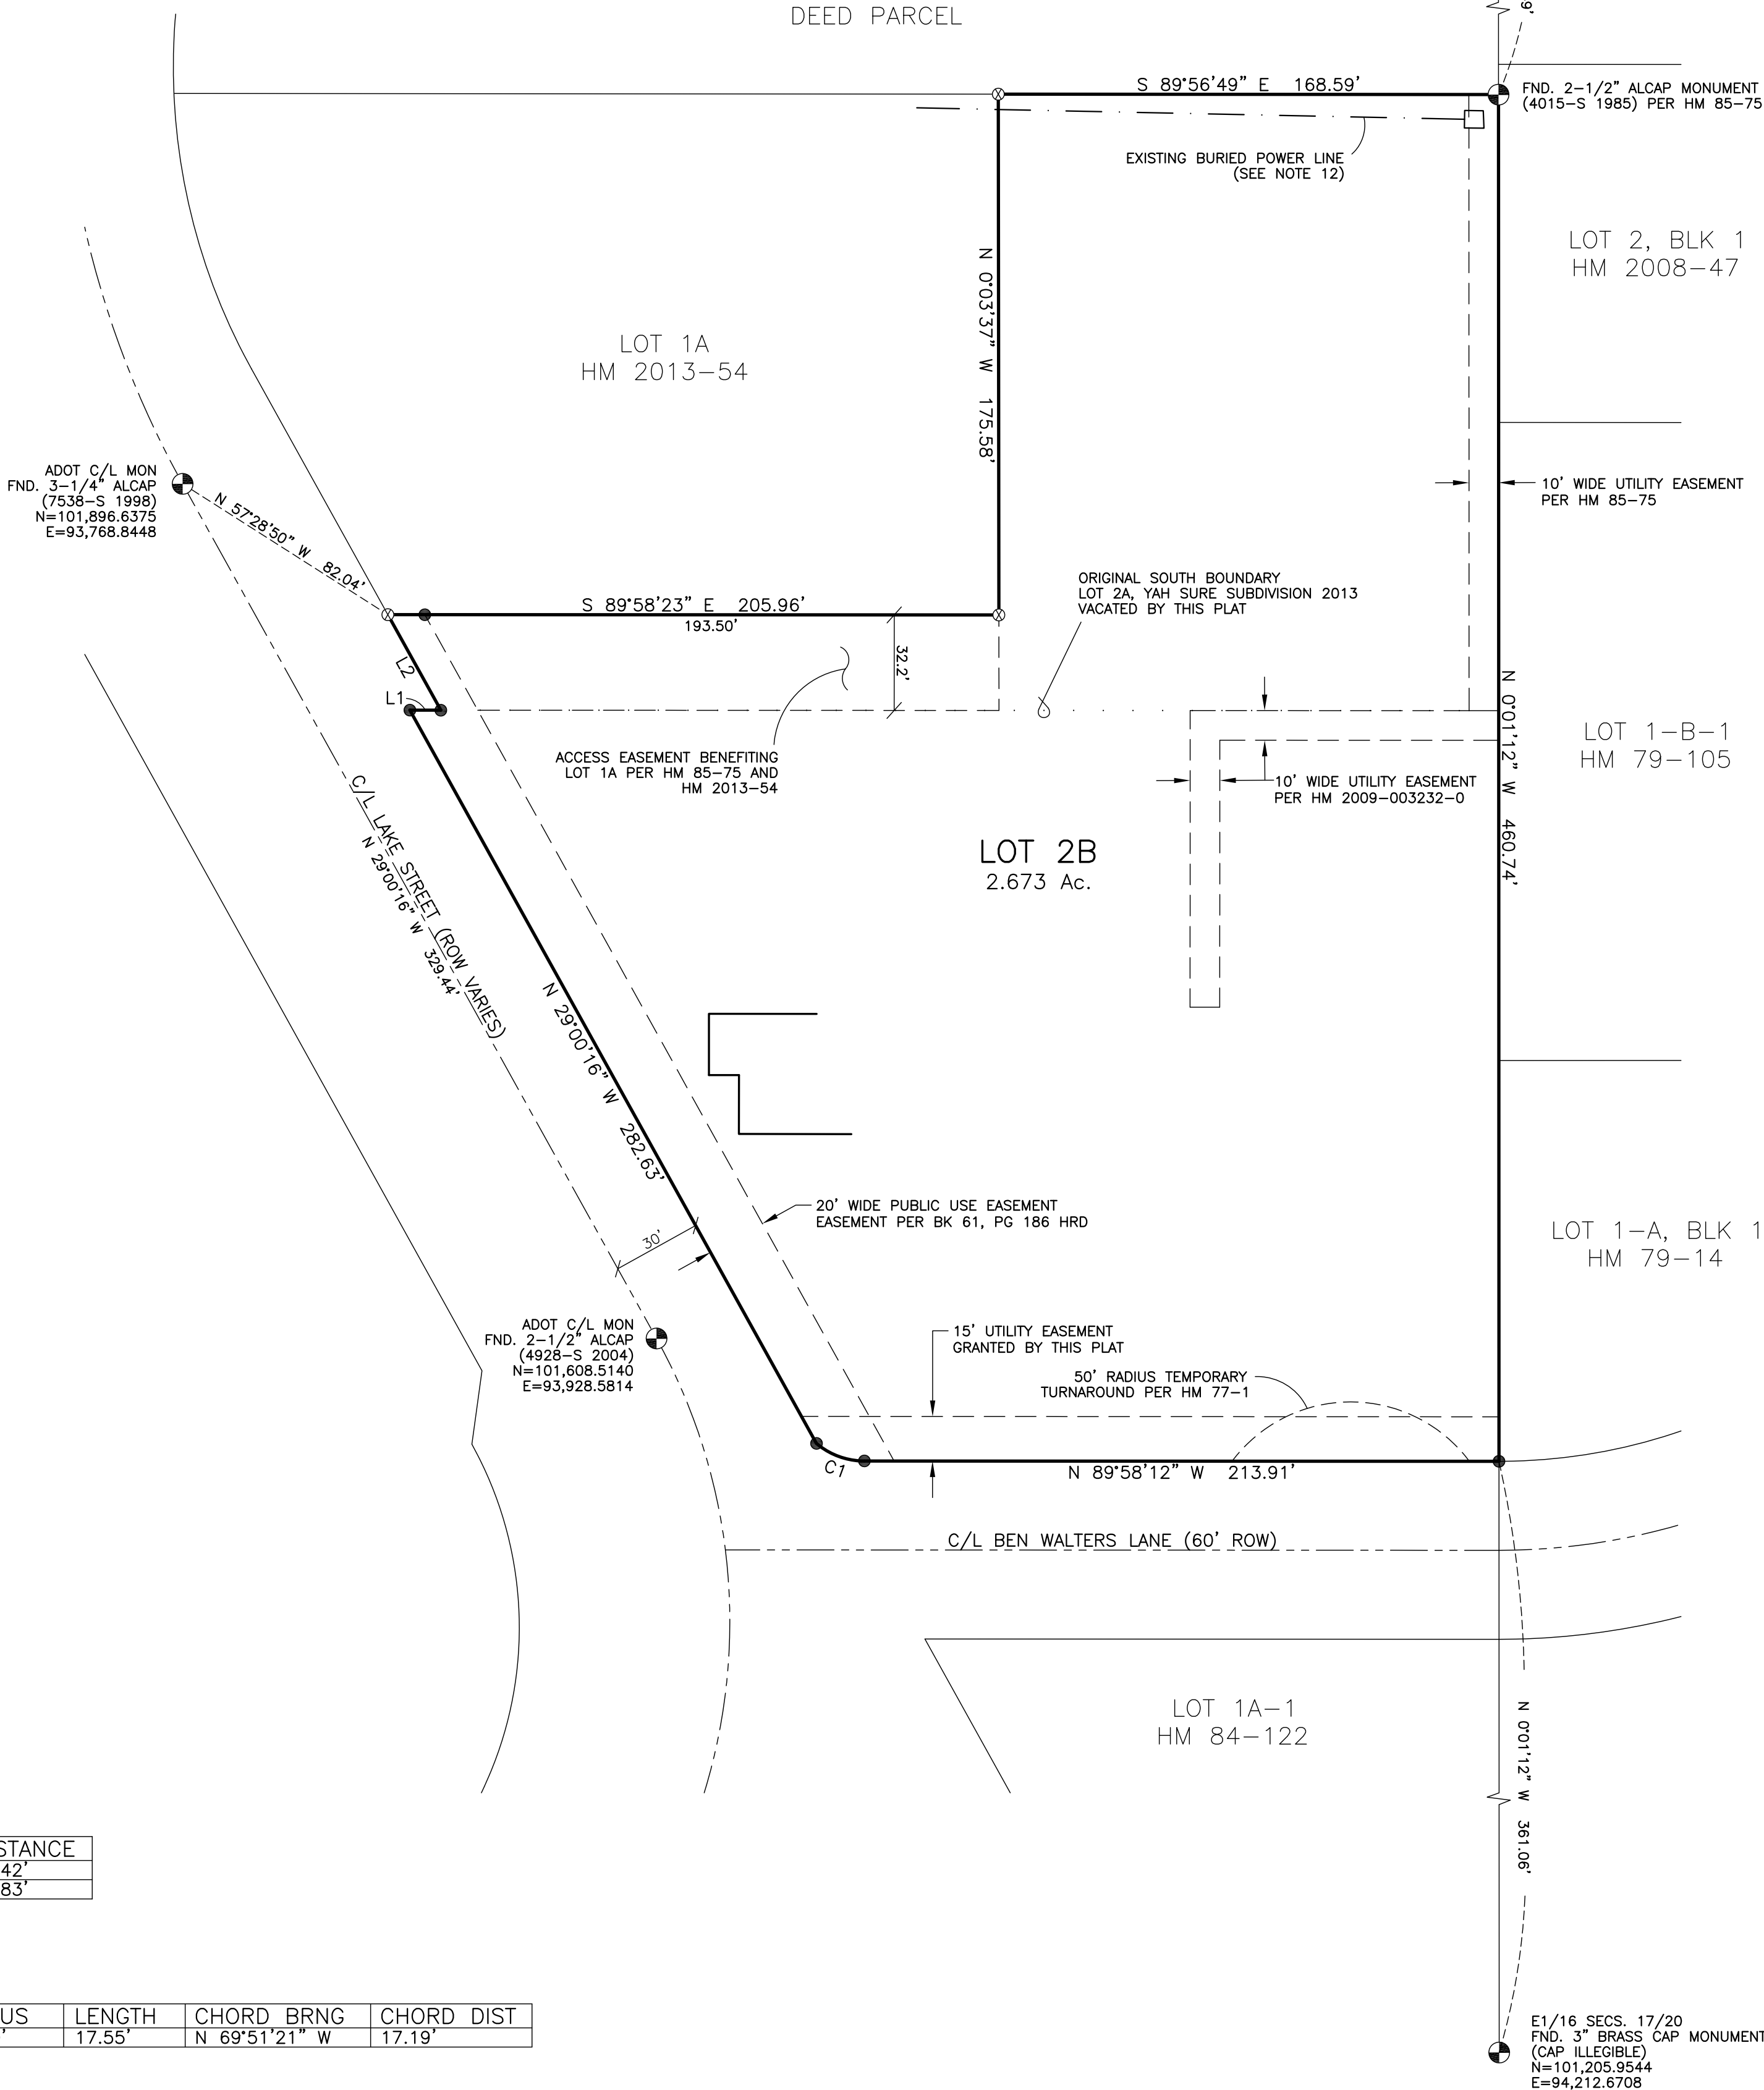 DEED PARCEL
9'
S 89°56'49" E 168.59'
FND. 2-1/2" ALCAP MONUMENT
(4015-S 1985) PER HM 85-75
EXISTING BURIED POWER LINE
(SEE NOTE 12)
LOT 2, BLK 1
HM 2008-47
N 0°03'37" W 175.58'
LOT 1A
HM 2013-54
ADOT C/L MON
FND. 3-1/4" ALCAP
(7538-S 1998)
N=101,896.6375
E=93,768.8448
N 57°28'50" W 82.04'
10' WIDE UTILITY EASEMENT
PER HM 85-75
ORIGINAL SOUTH BOUNDARY
LOT 2A, YAH SURE SUBDIVISION 2013
VACATED BY THIS PLAT
S 89°58'23" E 205.96'
193.50'
32.2'
L2
L1
ACCESS EASEMENT BENEFITING
LOT 1A PER HM 85-75 AND
HM 2013-54
N 0°01'12" W 460.74'
LOT 1-B-1
HM 79-105
10' WIDE UTILITY EASEMENT
PER HM 2009-003232-0
C/L LAKE STREET (ROW VARIES)
N 29°00'16" W 329.44'
LOT 2B
2.673 Ac.
N 29°00'16" W 282.63'
20' WIDE PUBLIC USE EASEMENT
EASEMENT PER BK 61, PG 186 HRD
30'
LOT 1-A, BLK 1
HM 79-14
ADOT C/L MON
FND. 2-1/2" ALCAP
(4928-S 2004)
N=101,608.5140
E=93,928.5814
15' UTILITY EASEMENT
GRANTED BY THIS PLAT
50' RADIUS TEMPORARY
TURNAROUND PER HM 77-1
C1
N 89°58'12" W 213.91'
C/L BEN WALTERS LANE (60' ROW)
LOT 1A-1
HM 84-122
N 0°01'12" W 361.06'
STANCE
42'
83'
US LENGTH CHORD BRNG CHORD DIST
' 17.55' N 69°51'21" W 17.19'
E1/16 SECS. 17/20
FND. 3" BRASS CAP MONUMENT
(CAP ILLEGIBLE)
N=101,205.9544
E=94,212.6708